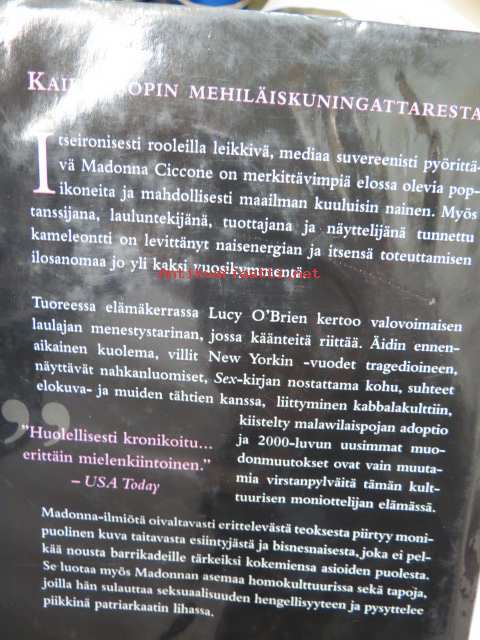 KAI OPIN MEHILÄISKUNINGATTARESTA
Itseironisesti rooleilla leikkivä, mediaa suvereenisti pyörittä-
vä Madonna Ciccone on merkittävimpiä elossa olevia pop-
ikoneita ja mahdollisesti maailman kuuluisin nainen. Myös
tanssijana, lauluntekijänä, tuottajana ja näyttelijänä tunnettu
kameleontti on levittänyt naisenergian ja itsensä toteuttamisen
ilosanomaa jo yli kaksi vuosikymmentä.
Tuoreessa elämäkerrassa Lucy O'Brien kertoo valovoimaisen
laulajan menestystarinan, jossa käänteitä riittää. Äidin ennen-
aikainen kuolema, villit New Yorkin -vuodet tragedioineen,
näyttävät nahkanluomiset, Sex-kirjan nostattama kohu, suhteet
elokuva- ja muiden tähtien kanssa, liittyminen kabbalakulttiin,
kiistelty malawilaispojan adoptio
ja 2000-luvun uusimmat muo-
donmuutokset ovat vain muuta-
mia virstanpylväitä tämän kult-
tuurisen moniottelijan elämässä.
"Huolellisesti kronikoitu...
erittäin mielenkiintoinen."
– USA Today
Madonna-ilmiötä oivaltavasti erittelevästä teoksesta piirtyy moni-
puolinen kuva taitavasta esiintyjästä ja bisnesnaisesta, joka ei pel-
kää nousta barrikadeille tärkeiksi kokemiensa asioiden puolesta.
Se luotaa myös Madonnan asemaa homokulttuurissa sekä tapoja,
joilla hän sulauttaa seksuaalisuuden hengellisyyteen ja pysyttelee
piikkinä patriarkaatin lihassa.